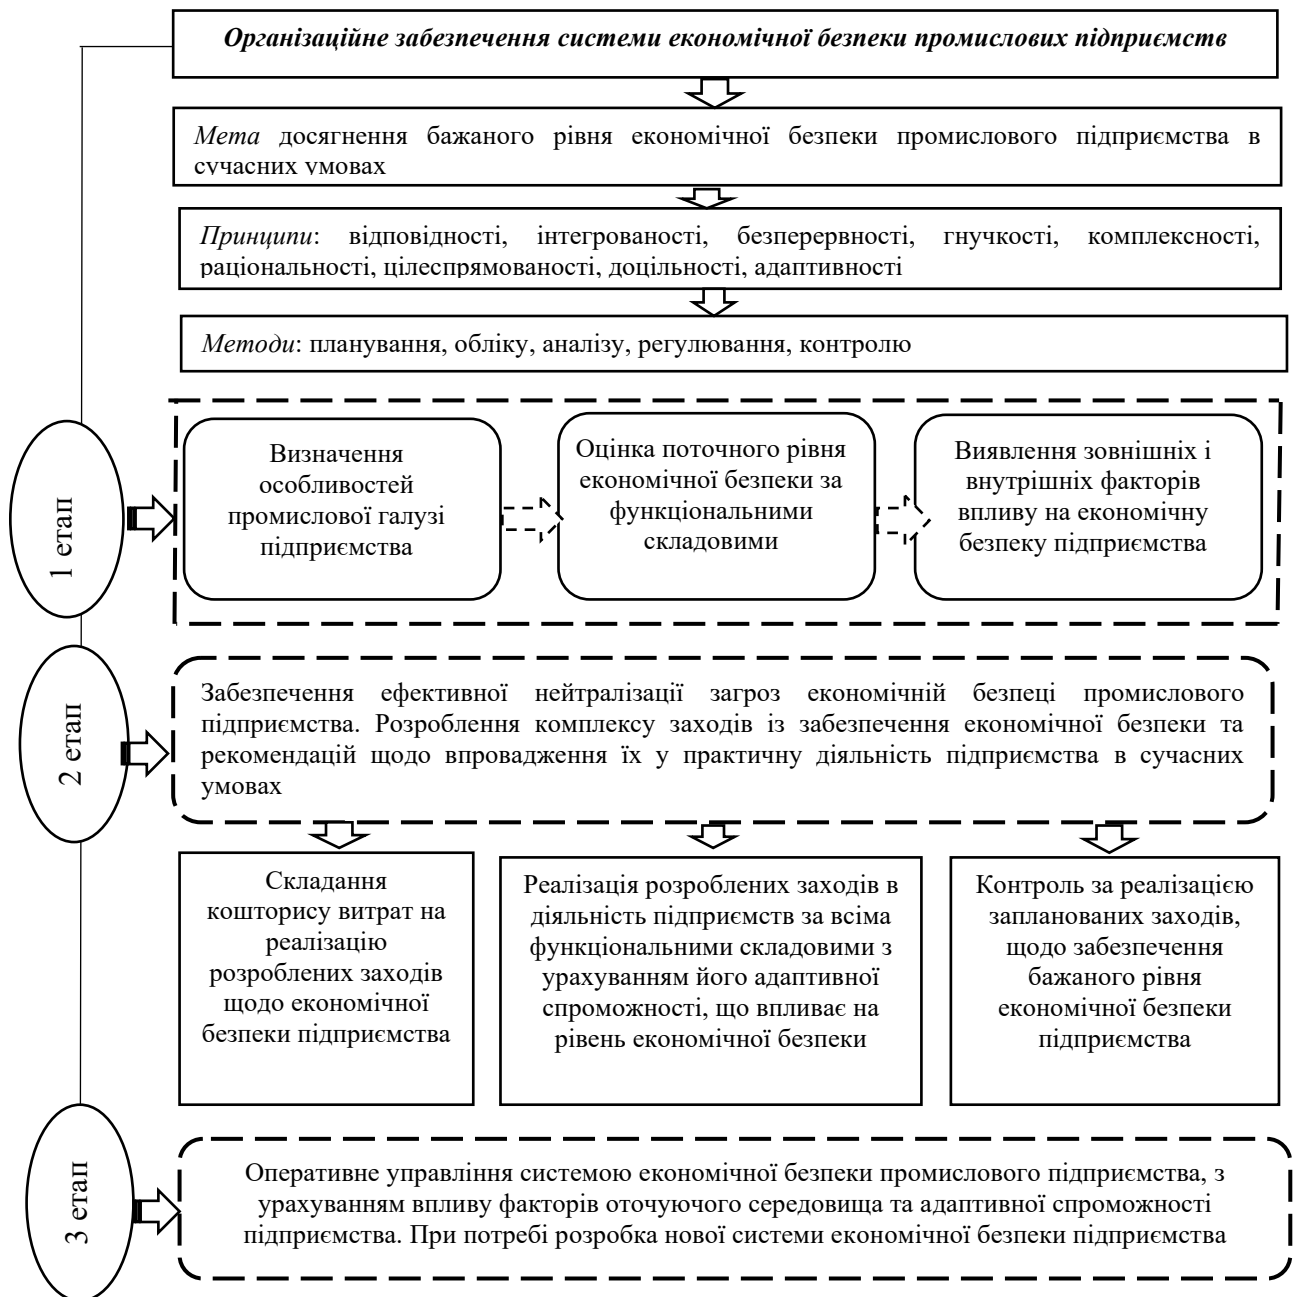 Організаційне забезпечення системи економічної безпеки промислових підприємств
Мета досягнення бажаного рівня економічної безпеки промислового підприємства в
сучасних умовах
Принципи: відповідності, інтегрованості, безперервності, гнучкості, комплексності,
раціональності, цілеспрямованості, доцільності, адаптивності
Методи: планування, обліку, аналізу, регулювання, контролю
1 етап
Визначення
особливостей
промислової галузі
підприємства
Оцінка поточного рівня
економічної безпеки за
функціональними
складовими
Виявлення зовнішніх і
внутрішніх факторів
впливу на економічну
безпеку підприємства
2 етап
Забезпечення ефективної нейтралізації загроз економічній безпеці промислового
підприємства. Розроблення комплексу заходів із забезпечення економічної безпеки та
рекомендацій щодо впровадження їх у практичну діяльність підприємства в сучасних
умовах
Складання
кошторису витрат на
реалізацію
розроблених заходів
щодо економічної
безпеки підприємства
Реалізація розроблених заходів в
діяльність підприємств за всіма
функціональними складовими з
урахуванням його адаптивної
спроможності, що впливає на
рівень економічної безпеки
Контроль за реалізацією
запланованих заходів,
щодо забезпечення
бажаного рівня
економічної безпеки
підприємства
3 етап
Оперативне управління системою економічної безпеки промислового підприємства, з
урахуванням впливу факторів оточуючого середовища та адаптивної спроможності
підприємства. При потребі розробка нової системи економічної безпеки підприємства